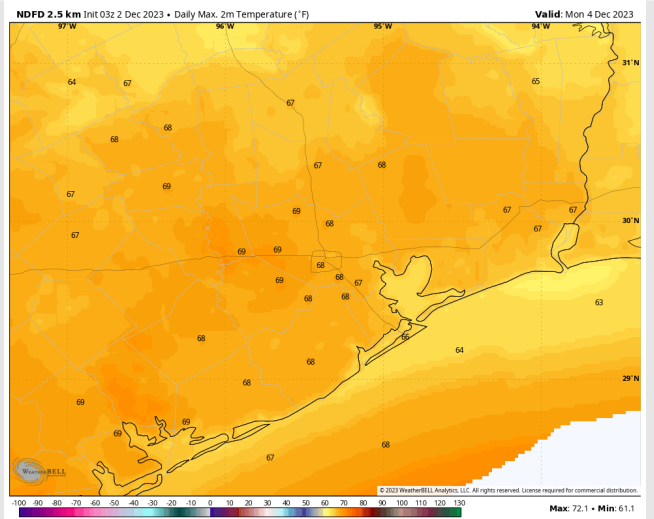 NDFD 2.5 km Init 03z 2 Dec 2023 • Daily Max. 2m Temperature (˚F)
Valid: Mon 4 Dec 2023
97˚W 96˚W 95˚W 94˚W
31˚N
64 67 65
67
68
68
67 68
69
67
69 67 67
68
30˚N
67
67
69 69
68
68
69 67
68 68
63
68 66
64
68
29˚N
68
69
69
69
68
67
WEATHERBELL
© 2023 WeatherBELL Analytics, LLC. All rights reserved. License required for commercial distribution.
-100 -90 -80 -70 -60 -50 -40 -30 -20 -10 0 10 20 30 40 50 60 70 80 90 100 110 120 130
Max: 72.1 • Min: 61.1